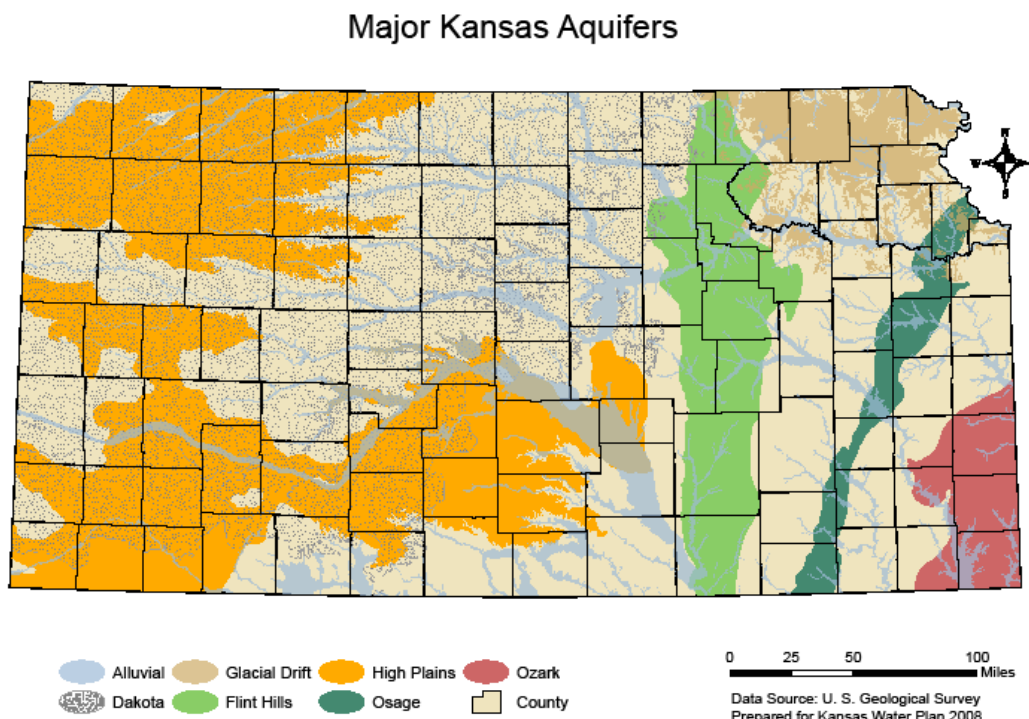 Major Kansas Aquifers
N
W E
S
Alluvial Glacial Drift High Plains Ozark
Dakota Flint Hills Osage County
0 25 50 100
Miles
Data Source: U. S. Geological Survey
Prepared for Kansas Water Plan 2008